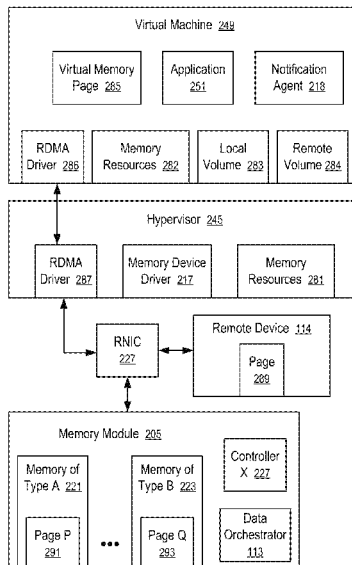 Virtual Machine 249
Virtual Memory Page 285
Application 251
Notification Agent 218
RDMA Driver 286
Memory Resources 282
Local Volume 283
Remote Volume 284
Hypervisor 245
RDMA Driver 287
Memory Device Driver 217
Memory Resources 281
RNIC 227
Remote Device 114
Page 289
Memory Module 205
Memory of Type A 221
Memory of Type B 223
Controller X 227
Page P 291
•••
Page Q 293
Data Orchestrator 113